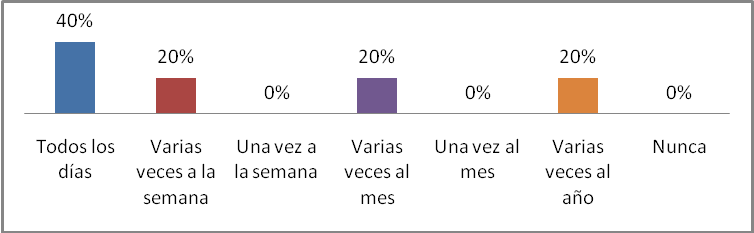 40%
20%
0%
20%
0%
20%
0%
Todos los
días
Varias
veces a la
semana
Una vez a
la semana
Varias
veces al
mes
Una vez al
mes
Varias
veces al
año
Nunca